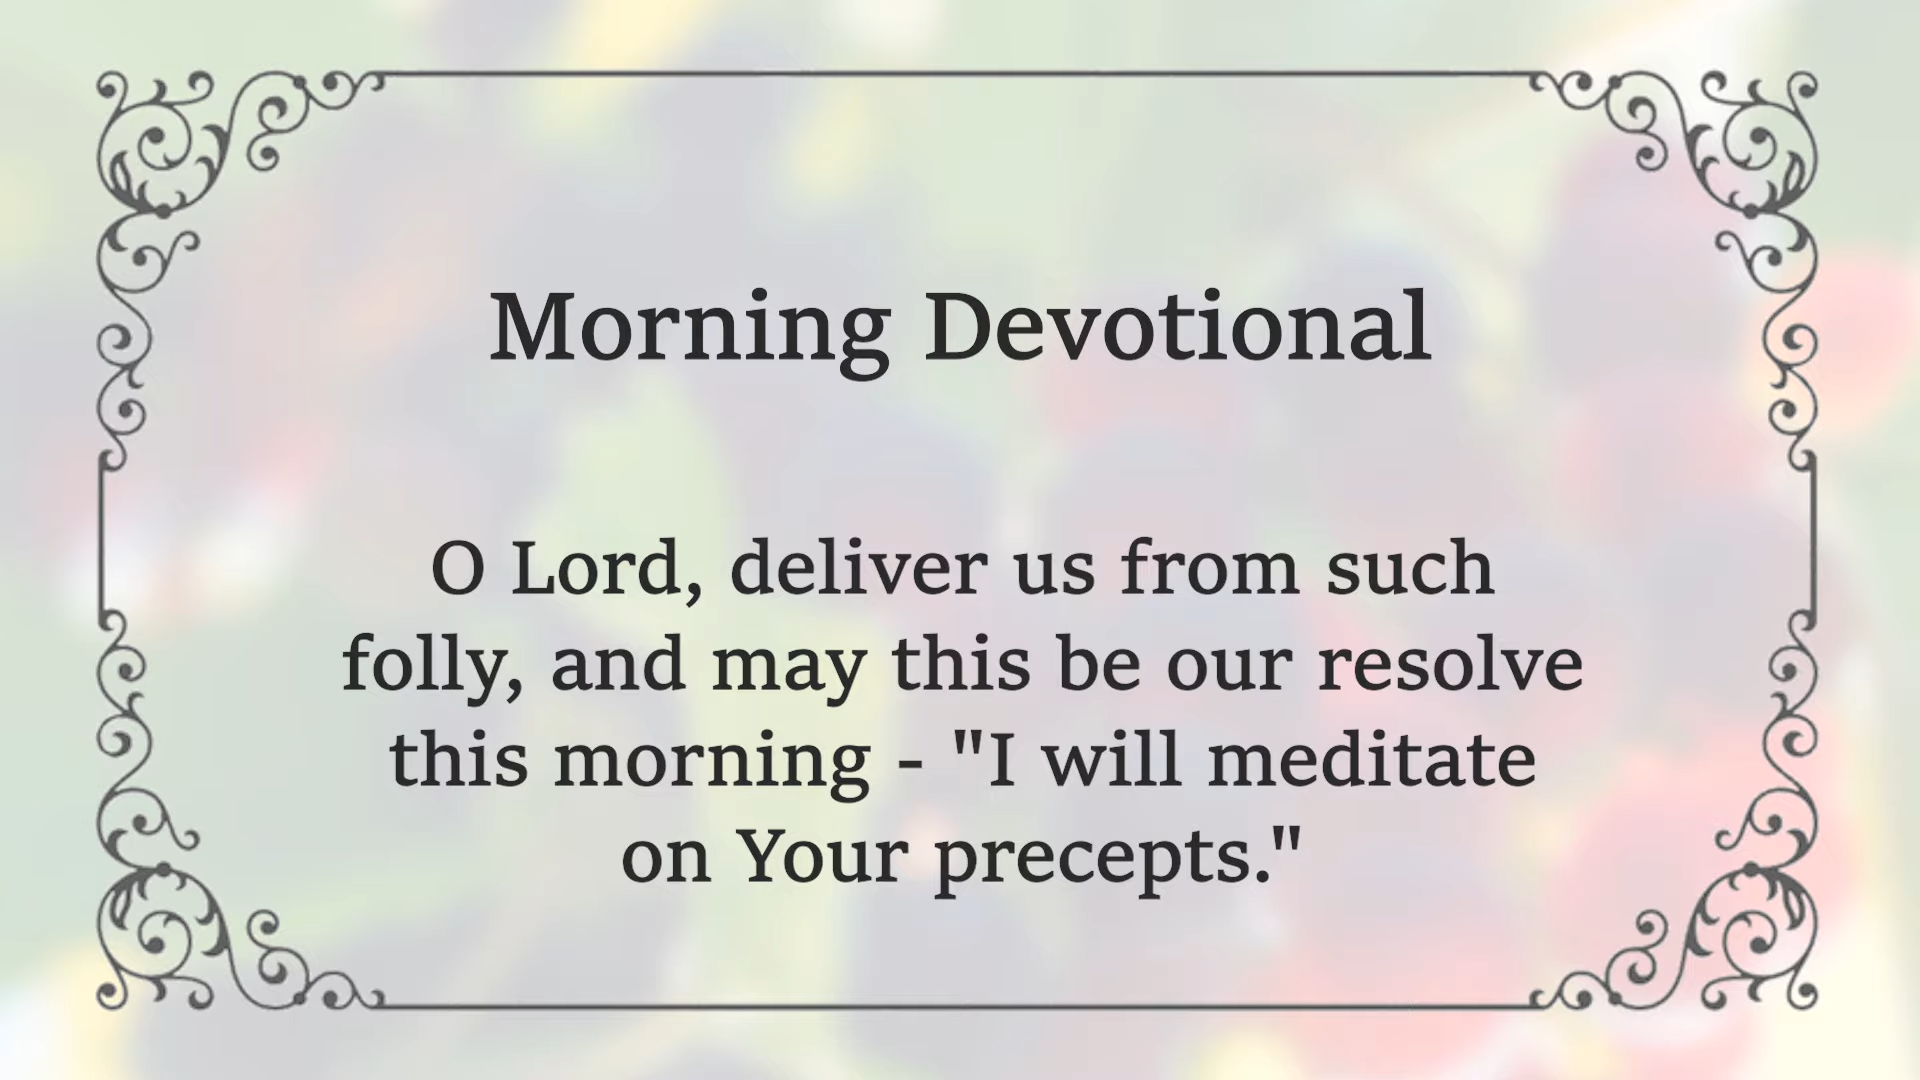 Morning Devotional
O Lord, deliver us from such
folly, and may this be our resolve
this morning - "I will meditate
on Your precepts."